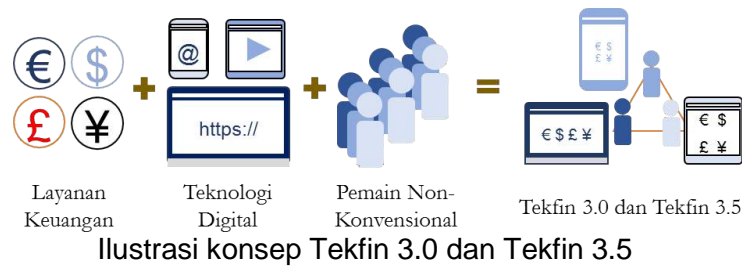 € $
£ ¥
@
https://
€ $ £ ¥
€ $
£ ¥
€ $
£ ¥
Layanan
Keuangan
Teknologi
Digital
Pemain Non-
Konvensional
Tekfin 3.0 dan Tekfin 3.5
Ilustrasi konsep Tekfin 3.0 dan Tekfin 3.5